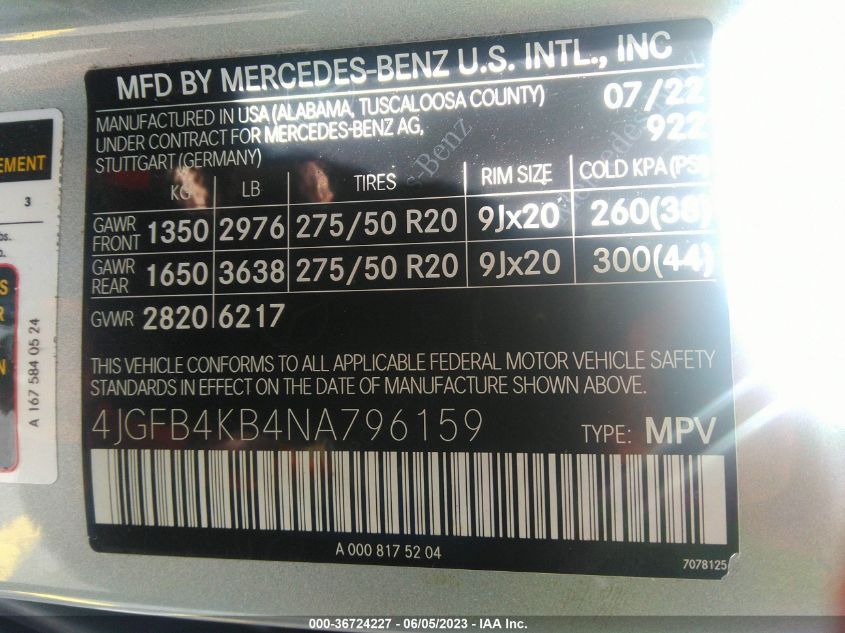 MFD BY MERCEDES-BENZ U.S. INTL., INC
MANUFACTURED IN USA (ALABAMA, TUSCALOOSA COUNTY) 07/22
UNDER CONTRACT FOR MERCEDES-BENZ AG, 922
STUTTGART (GERMANY)
KG LB TIRES RIM SIZE COLD KPA (PSI)
GAWR FRONT 1350 2976 275/50 R20 9Jx20 260(38)
GAWR REAR 1650 3638 275/50 R20 9Jx20 300(44)
GVWR 2820 6217
THIS VEHICLE CONFORMS TO ALL APPLICABLE FEDERAL MOTOR VEHICLE SAFETY
STANDARDS IN EFFECT ON THE DATE OF MANUFACTURE SHOWN ABOVE.
4JGFB4KB4NA796159 TYPE: MPV
A 000 817 52 04
7078125
3
A 167 584 05 24
000-36724227 - 06/05/2023 - IAA Inc.